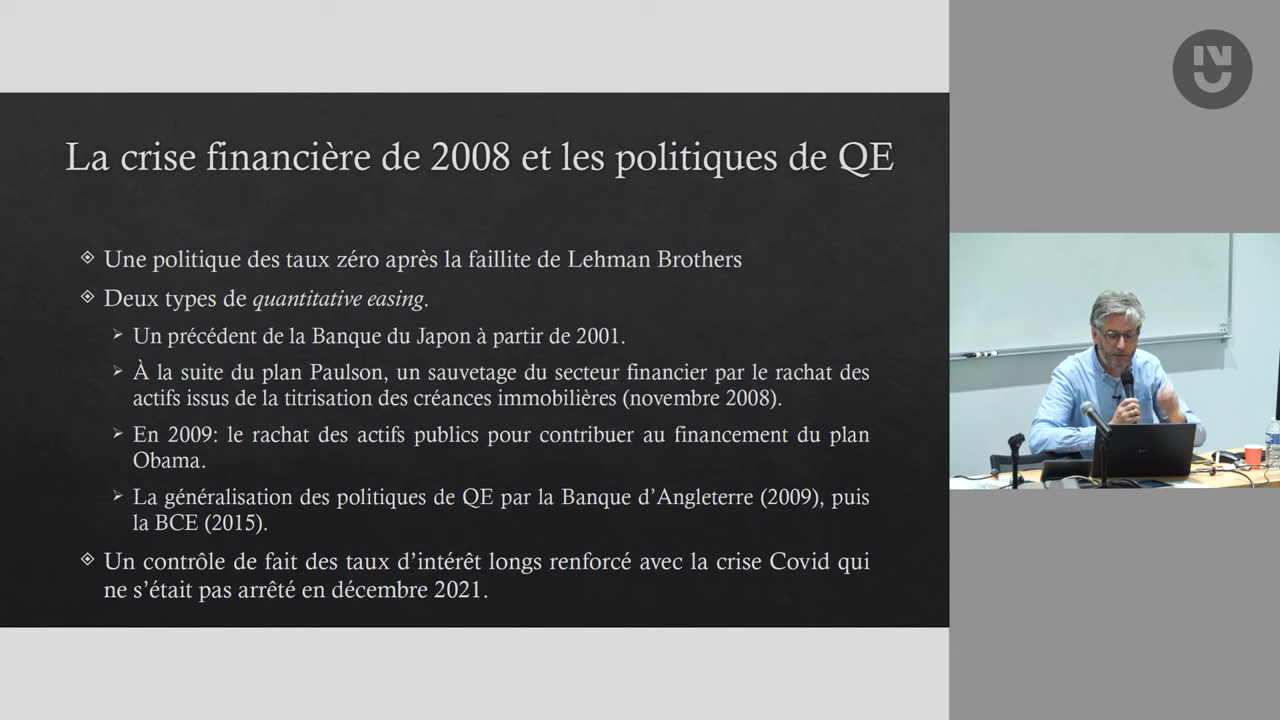 La crise financière de 2008 et les politiques de QE
Une politique des taux zéro après la faillite de Lehman Brothers
Deux types de quantitative easing.
Un précédent de la Banque du Japon à partir de 2001.
À la suite du plan Paulson, un sauvetage du secteur financier par le rachat des
actifs issus de la titrisation des créances immobilières (novembre 2008).
En 2009: le rachat des actifs publics pour contribuer au financement du plan
Obama.
La généralisation des politiques de QE par la Banque d'Angleterre (2009), puis
la BCE (2015).
Un contrôle de fait des taux d'intérêt longs renforcé avec la crise Covid qui
ne s'était pas arrêté en décembre 2021.